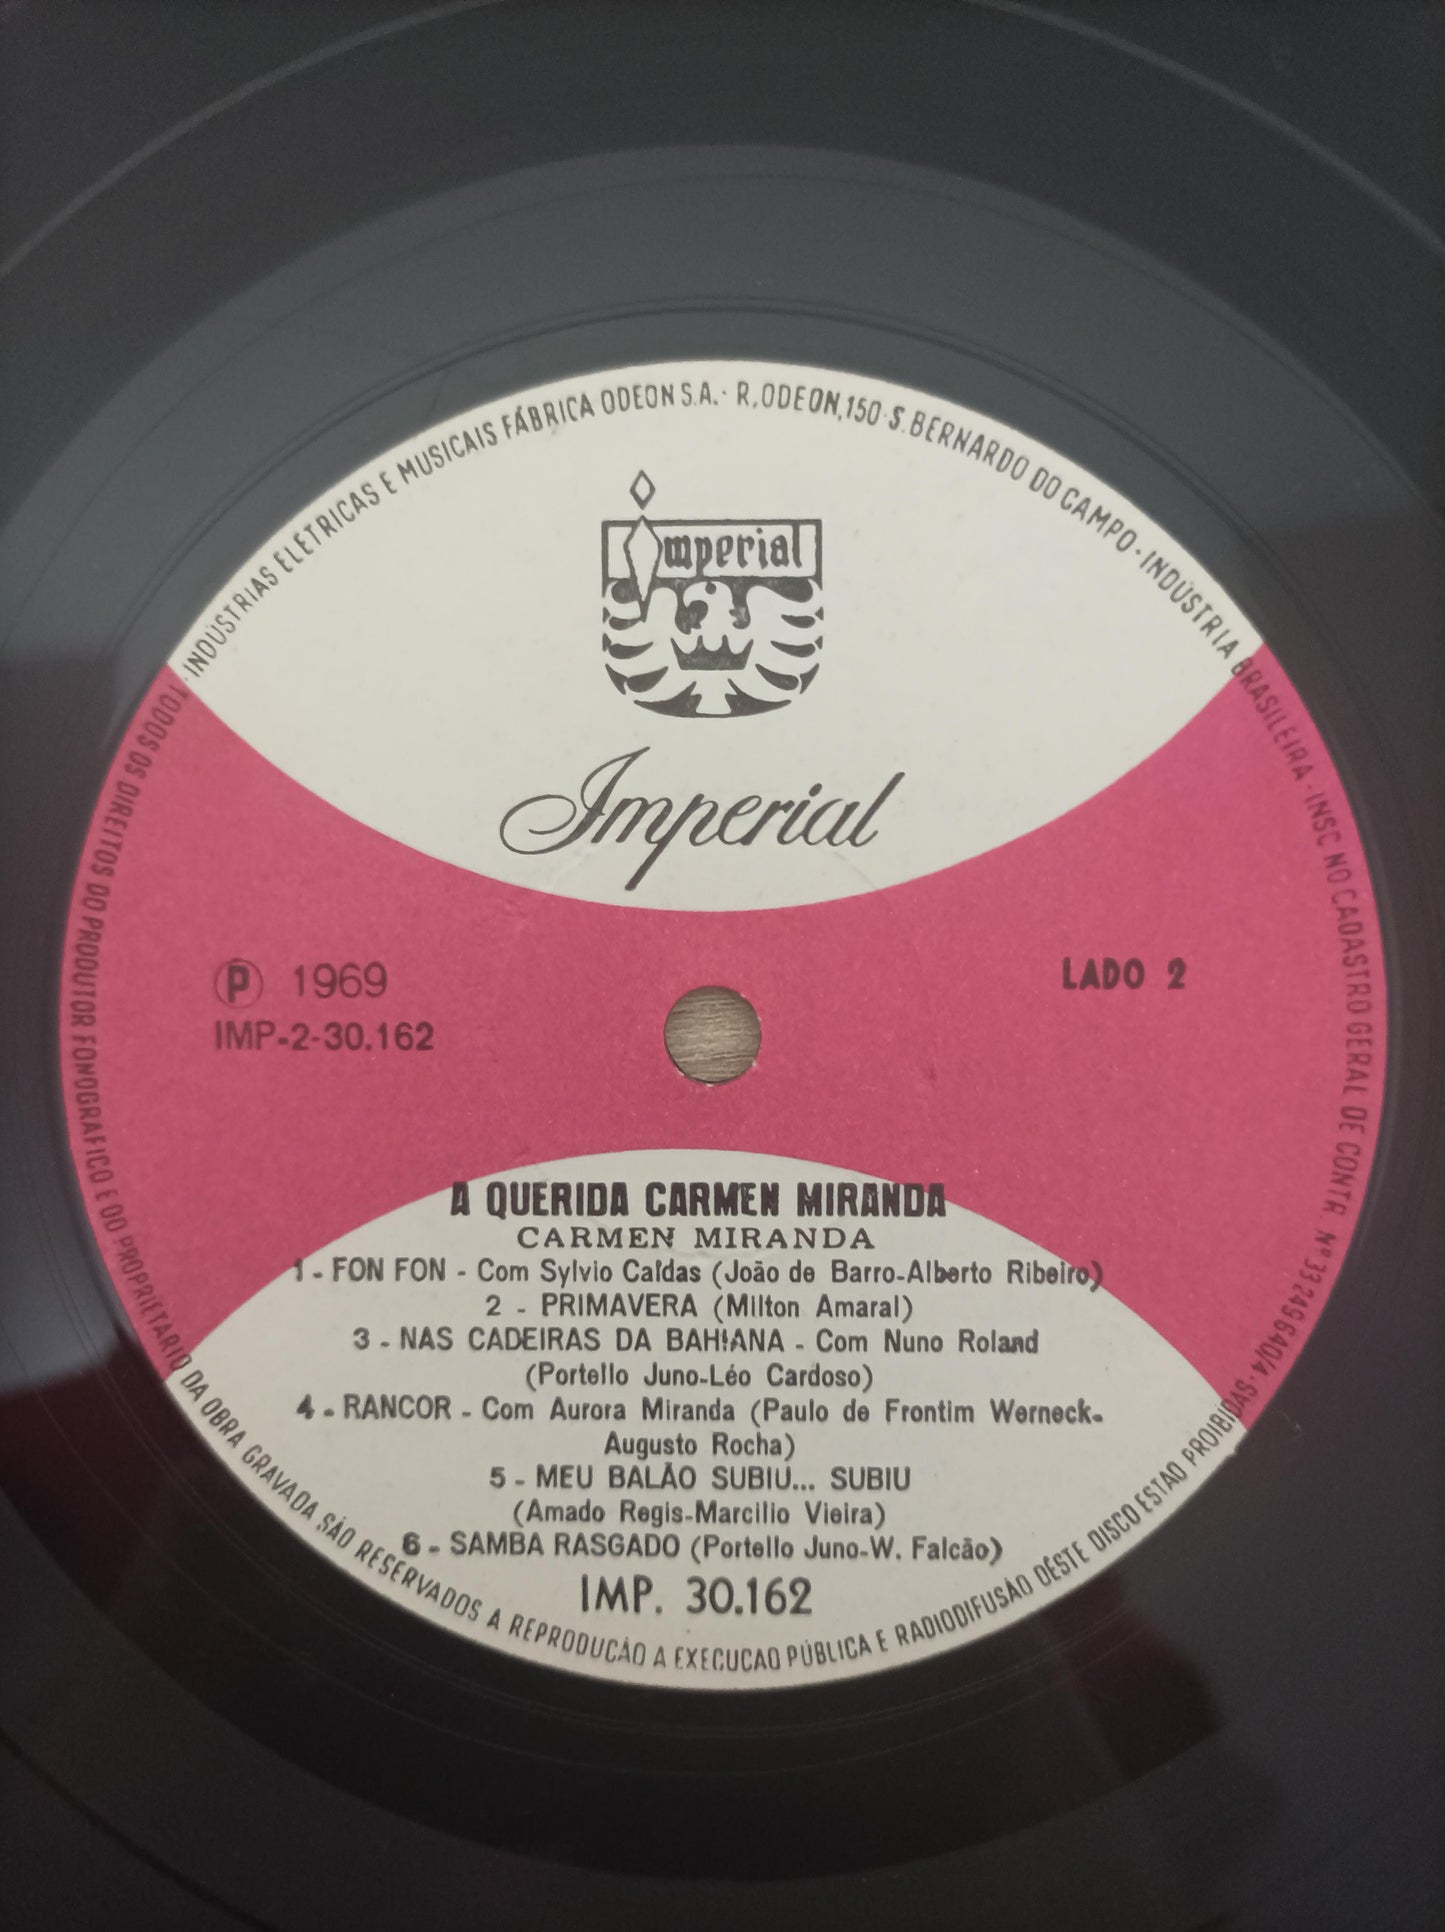 INDÚSTRIAS ELÉTRICAS E MUSICAIS FÁBRICA ODEON S.A. · R. ODEON, 150 · S. BERNARDO DO CAMPO · INDÚSTRIA BRASILEIRA · INSC NO CADASTRO GERAL DE CONTR. Nº 33249640/4 ·
Imperial
Imperial
Ⓟ 1969
IMP-2-30.162
LADO 2
A QUERIDA CARMEN MIRANDA
CARMEN MIRANDA
1 - FON FON - Com Sylvio Caldas (João de Barro-Alberto Ribeiro)
2 - PRIMAVERA (Milton Amaral)
3 - NAS CADEIRAS DA BAHIANA - Com Nuno Roland
(Portello Juno-Léo Cardoso)
4 - RANCOR - Com Aurora Miranda (Paulo de Frontim Werneck-
Augusto Rocha)
5 - MEU BALÃO SUBIU... SUBIU
(Amado Regis-Marcilio Vieira)
6 - SAMBA RASGADO (Portello Juno-W. Falcão)
IMP. 30.162
TODOS OS DIREITOS DO PRODUTOR FONOGRAFICO E DO PROPRIETARIO DA OBRA GRAVADA SÃO RESERVADOS A REPRODUCÃO A EXECUCAO PÚBLICA E RADIODIFUSÃO DÊSTE DISCO ESTAO PROIBIDAS